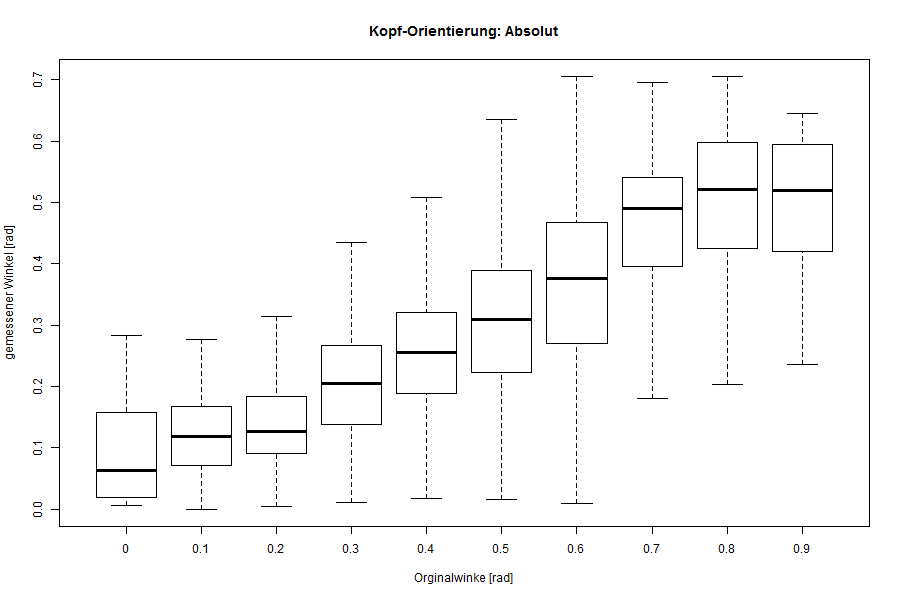 Kopf-Orientierung: Absolut
gemessener Winkel [rad]
0.7
0.6
0.5
0.4
0.3
0.2
0.1
0.0
0 0.1 0.2 0.3 0.4 0.5 0.6 0.7 0.8 0.9
Orginalwinke [rad]